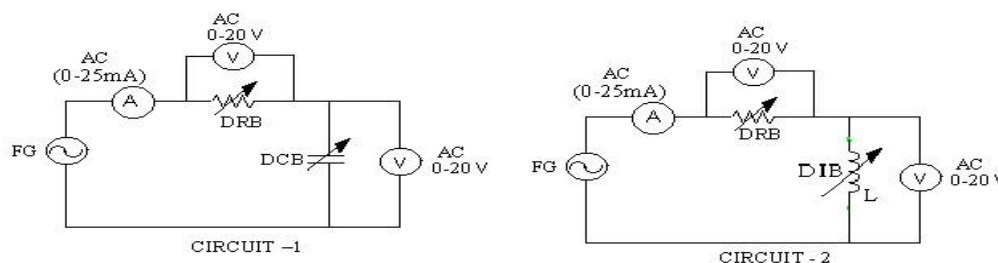 AC
0-20 V
V
AC
(0-25mA)
A
DRB
FG
DCB
V
AC
0-20 V
CIRCUIT –1
AC
0-20 V
V
AC
(0-25mA)
A
DRB
FG
DIB
L
V
AC
0-20 V
CIRCUIT - 2